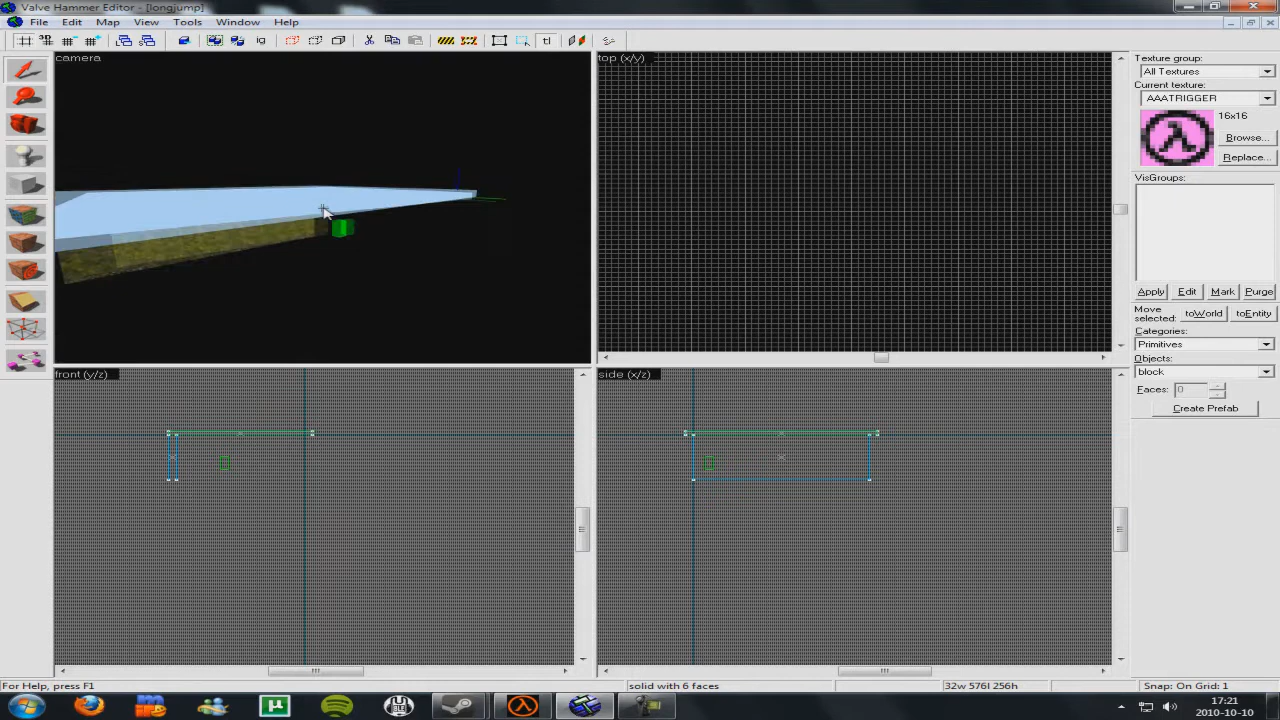 Valve Hammer Editor - [longjump]
File Edit Map View Tools Window Help
camera
top (x/y)
front (y/z)
side (x/z)
Texture group:
All Textures
Current texture:
AAATRIGGER
16x16
Browse...
Replace...
VisGroups:
Apply Edit Mark Purge
Move selected: toWorld toEntity
Categories:
Primitives
Objects:
block
Faces: 0
Create Prefab
For Help, press F1
solid with 6 faces
32w 576l 256h
Snap: On Grid: 1
17:21
2010-10-10